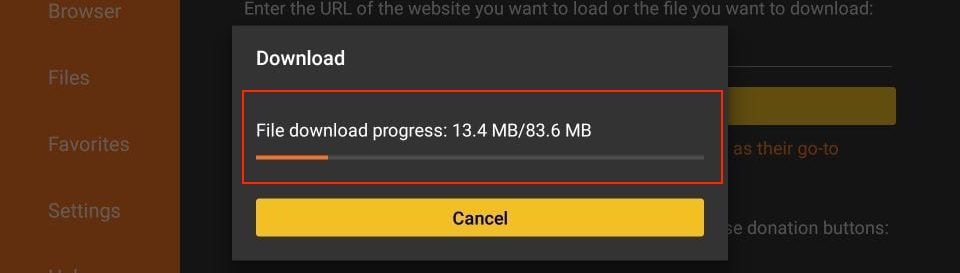 Browser
Enter the URL of the website you want to load or the file you want to download:
Download
Files
File download progress: 13.4 MB/83.6 MB
Favorites
as their go-to
Settings
Cancel
se donation buttons: